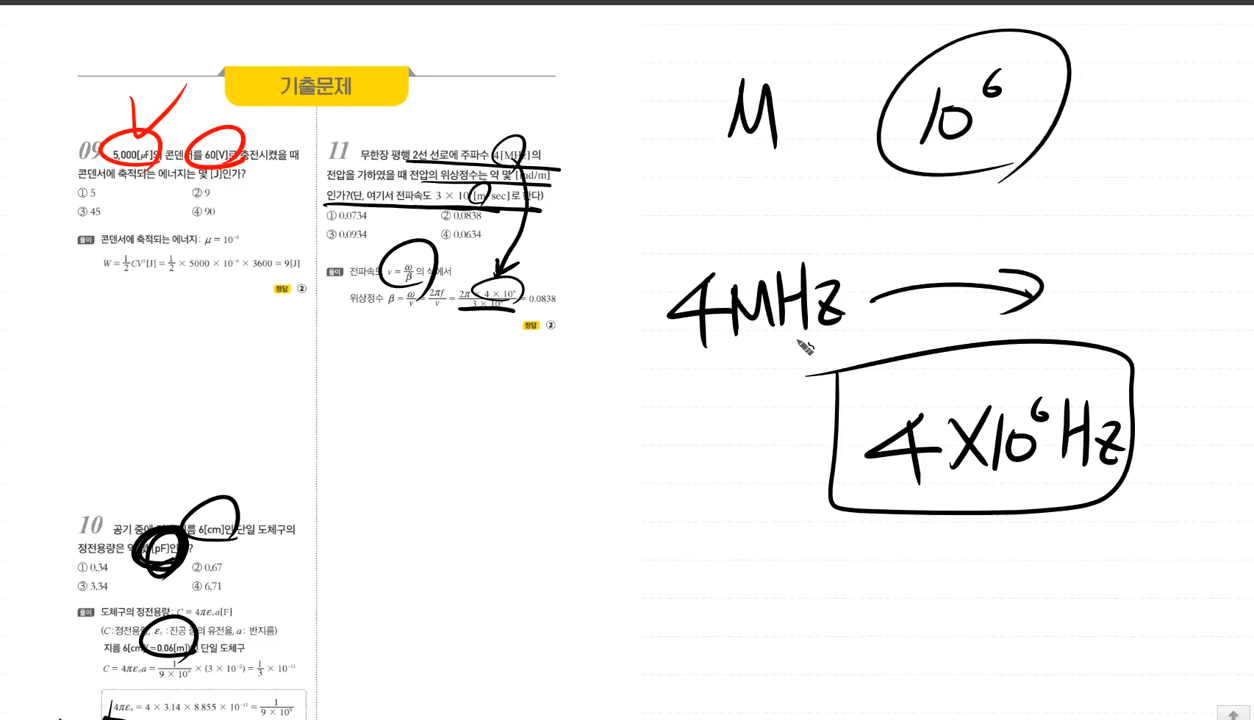 기출문제
09 5,000[μF]의 콘덴서를 60[V]로 충전시켰을 때
콘덴서에 축적되는 에너지는 몇 [J]인가?
① 5 ② 9
③ 45 ④ 90
풀이 콘덴서에 축적되는 에너지: μ = 10⁻⁶
W = 1/2 CV²[J] = 1/2 × 5000 × 10⁻⁶ × 3600 = 9[J]
정답 ②
10 공기 중에 6[cm]인 단일 도체구의
정전용량은 [pF]인가?
① 0.34 ② 0.67
③ 3.34 ④ 6.71
풀이 도체구의 정전용량: C = 4πε₀a[F]
(C: 정전용량, ε₀: 진공 중의 유전율, a: 반지름)
지름 6[cm](=0.06[m]) 단일 도체구
C = 4πε₀a = 1/(9 × 10⁹) × (3 × 10⁻²) = 1/3 × 10⁻¹¹
4πε₀ = 4 × 3.14 × 8.855 × 10⁻¹² = 1/(9 × 10⁹)
11 무한장 평행 2선 선로에 주파수 4[MHz]의
전압을 가하였을 때 전압의 위상정수는 약 몇 [rad/m]
인가?(단, 여기서 전파속도 3 × 10 [m/sec]로 한다)
① 0.0734 ② 0.0838
③ 0.0934 ④ 0.0634
풀이 전파속도 v = ω/β 의 식에서
위상정수 β = ω/v = 2πf/v = 2π × 4 × 10⁶/3 × 10 = 0.0838
정답 ②
M 10⁶
4MHz
4X10⁶Hz